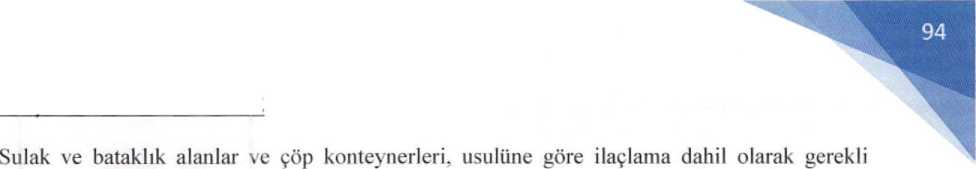 94
Sulak ve bataklık alanlar ve çöp konteynerleri, usulüne göre ilaçlama dahil olarak gerekli